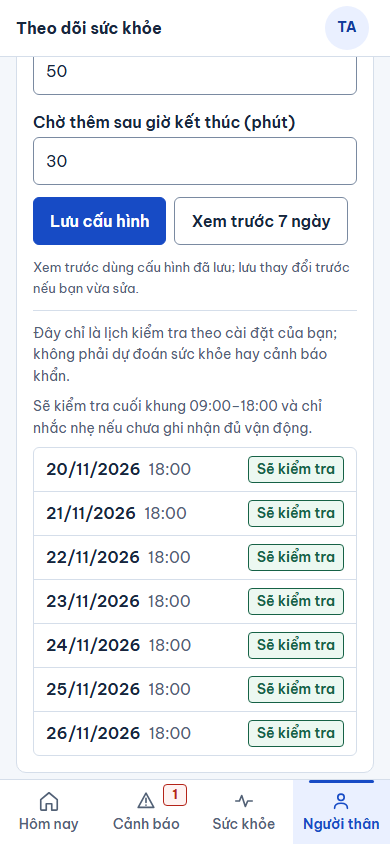 Theo dõi sức khỏe
TA
50
Chờ thêm sau giờ kết thúc (phút)
30
Lưu cấu hình
Xem trước 7 ngày
Xem trước dùng cấu hình đã lưu; lưu thay đổi trước
nếu bạn vừa sửa.
Đây chỉ là lịch kiểm tra theo cài đặt của bạn;
không phải dự đoán sức khỏe hay cảnh báo
khẩn.
Sẽ kiểm tra cuối khung 09:00–18:00 và chỉ
nhắc nhẹ nếu chưa ghi nhận đủ vận động.
20/11/2026 18:00 Sẽ kiểm tra
21/11/2026 18:00 Sẽ kiểm tra
22/11/2026 18:00 Sẽ kiểm tra
23/11/2026 18:00 Sẽ kiểm tra
24/11/2026 18:00 Sẽ kiểm tra
25/11/2026 18:00 Sẽ kiểm tra
26/11/2026 18:00 Sẽ kiểm tra
1
Hôm nay
Cảnh báo
Sức khỏe
Người thân